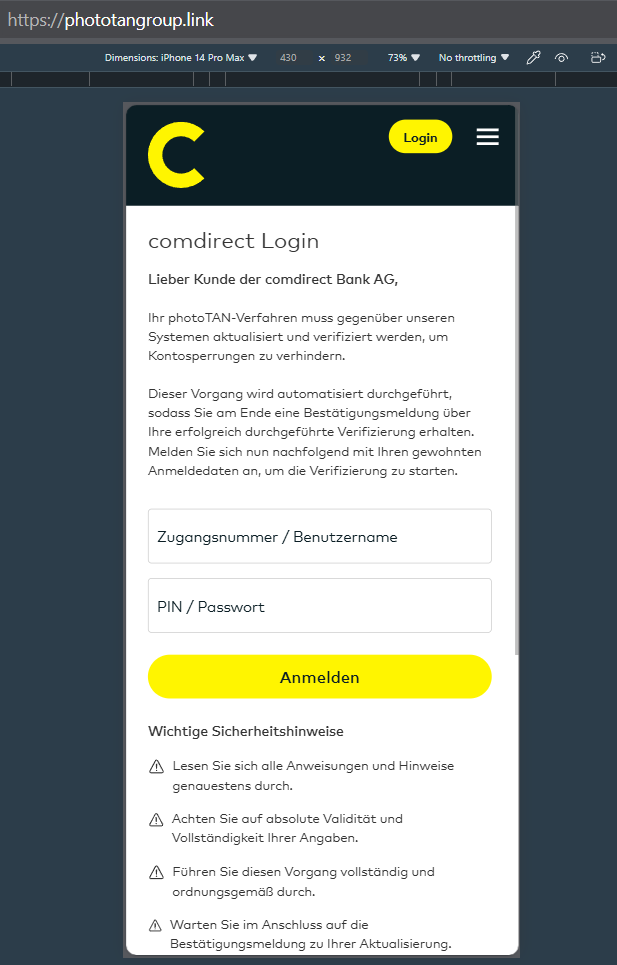 https://phototangroup.link
Dimensions: iPhone 14 Pro Max 430 x 932 73% No throttling
Login
comdirect Login
Lieber Kunde der comdirect Bank AG,
Ihr photoTAN-Verfahren muss gegenüber unseren
Systemen aktualisiert und verifiziert werden, um
Kontosperrungen zu verhindern.
Dieser Vorgang wird automatisiert durchgeführt,
sodass Sie am Ende eine Bestätigungsmeldung über
Ihre erfolgreich durchgeführte Verifizierung erhalten.
Melden Sie sich nun nachfolgend mit Ihren gewohnten
Anmeldedaten an, um die Verifizierung zu starten.
Zugangsnummer / Benutzername
PIN / Passwort
Anmelden
Wichtige Sicherheitshinweise
Lesen Sie sich alle Anweisungen und Hinweise
genauestens durch.
Achten Sie auf absolute Validität und
Vollständigkeit Ihrer Angaben.
Führen Sie diesen Vorgang vollständig und
ordnungsgemäß durch.
Warten Sie im Anschluss auf die
Bestätigungsmeldung zu Ihrer Aktualisierung.